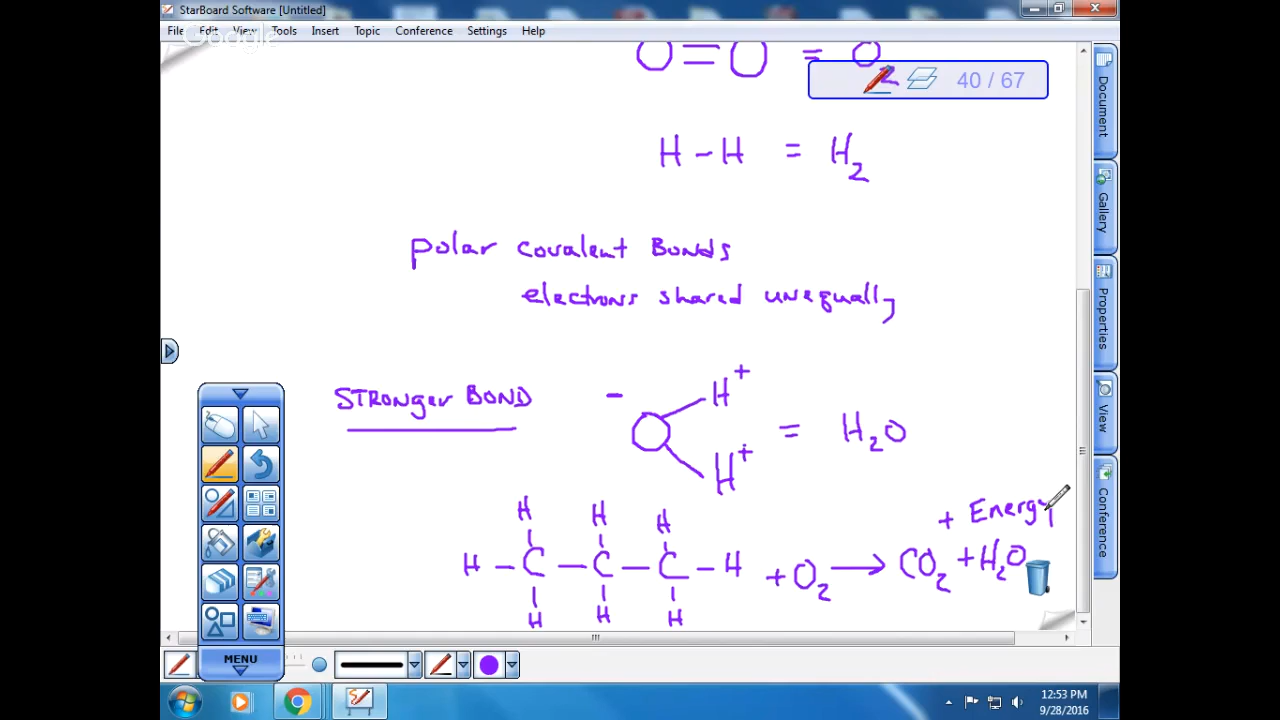 StarBoard Software [Untitled]
File Edit View Tools Insert Topic Conference Settings Help
Google
O = O = O2
40 / 67
H - H = H2
polar covalent Bonds
electrons shared unequally
STRONger BOND
- O H+ H+ = H2O
H H H
+ Energy
H - C - C - C - H + O2 → CO2 + H2O
H H H
MENU
Document
Gallery
Properties
View
Conference
12:53 PM
9/28/2016